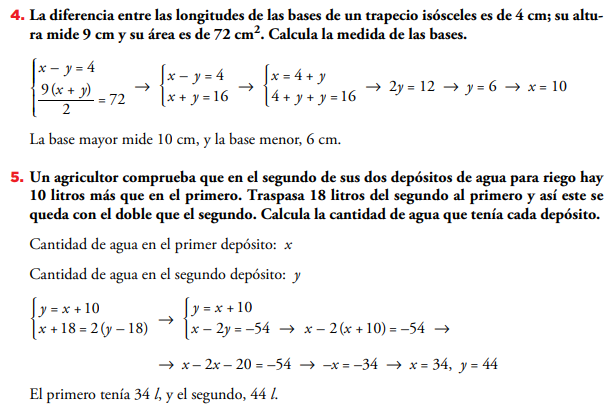 4. La diferencia entre las longitudes de las bases de un trapecio isósceles es de 4 cm; su altu-
ra mide 9 cm y su área es de 72 cm². Calcula la medida de las bases.
{x – y = 4
9(x + y)/2 = 72 → {x – y = 4
x + y = 16 → {x = 4 + y
4 + y + y = 16 → 2y = 12 → y = 6 → x = 10
La base mayor mide 10 cm, y la base menor, 6 cm.
5. Un agricultor comprueba que en el segundo de sus dos depósitos de agua para riego hay
10 litros más que en el primero. Traspasa 18 litros del segundo al primero y así este se
queda con el doble que el segundo. Calcula la cantidad de agua que tenía cada depósito.
Cantidad de agua en el primer depósito: x
Cantidad de agua en el segundo depósito: y
{y = x + 10
x + 18 = 2(y – 18) → {y = x + 10
x – 2y = –54 → x – 2(x + 10) = –54 →
→ x – 2x – 20 = –54 → –x = –34 → x = 34, y = 44
El primero tenía 34 l, y el segundo, 44 l.